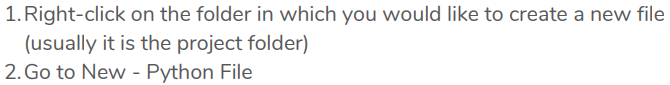 1. Right-click on the folder in which you would like to create a new file
(usually it is the project folder)
2. Go to New - Python File